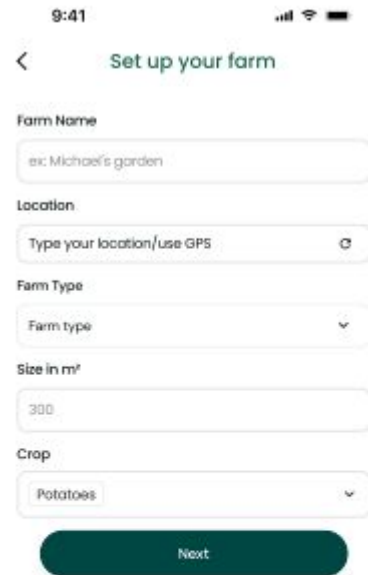 9:41
Set up your farm
Farm Name
ex: Michael's garden
Location
Type your location/use GPS
Farm Type
Farm type
Size in m²
300
Crop
Potatoes
Next